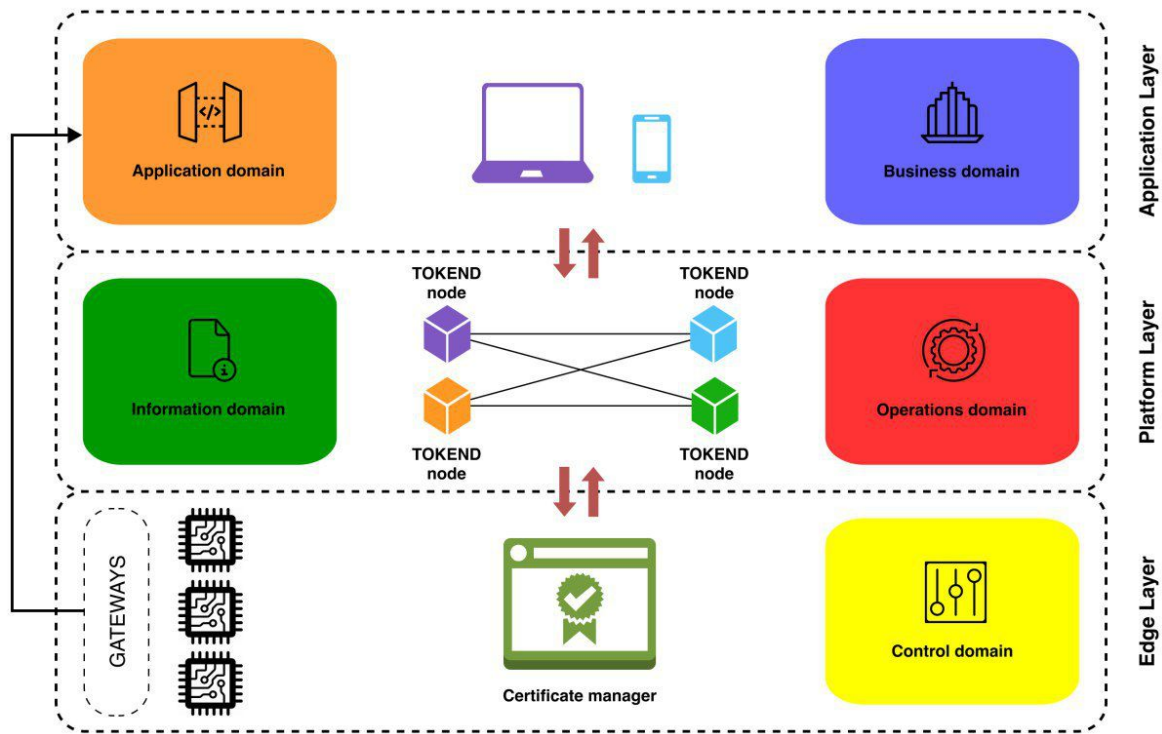 Application domain
Business domain
Application Layer
TOKEND
node
TOKEND
node
Information domain
Operations domain
TOKEND
node
TOKEND
node
Platform Layer
GATEWAYS
Certificate manager
Control domain
Edge Layer